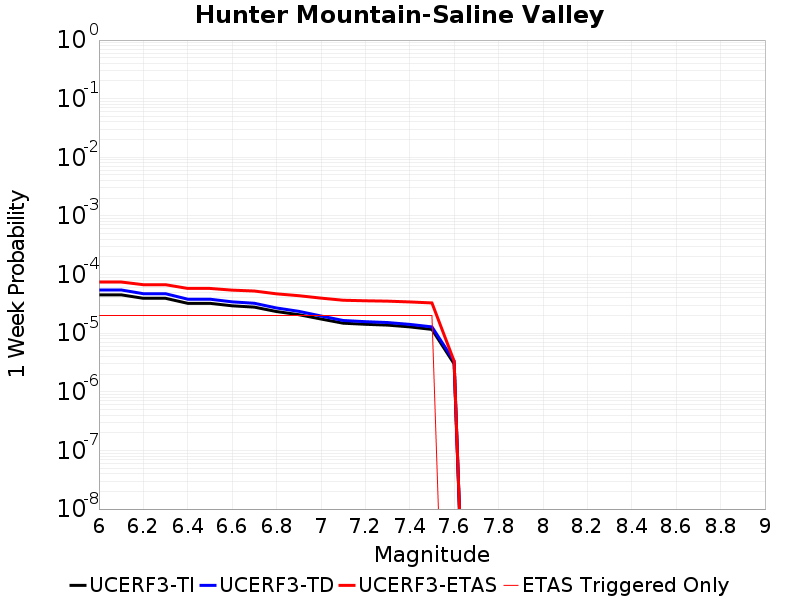 Hunter Mountain-Saline Valley
1 Week Probability
10^0
10^-1
10^-2
10^-3
10^-4
10^-5
10^-6
10^-7
10^-8
6 6.2 6.4 6.6 6.8 7 7.2 7.4 7.6 7.8 8 8.2 8.4 8.6 8.8 9
Magnitude
UCERF3-TI UCERF3-TD UCERF3-ETAS ETAS Triggered Only